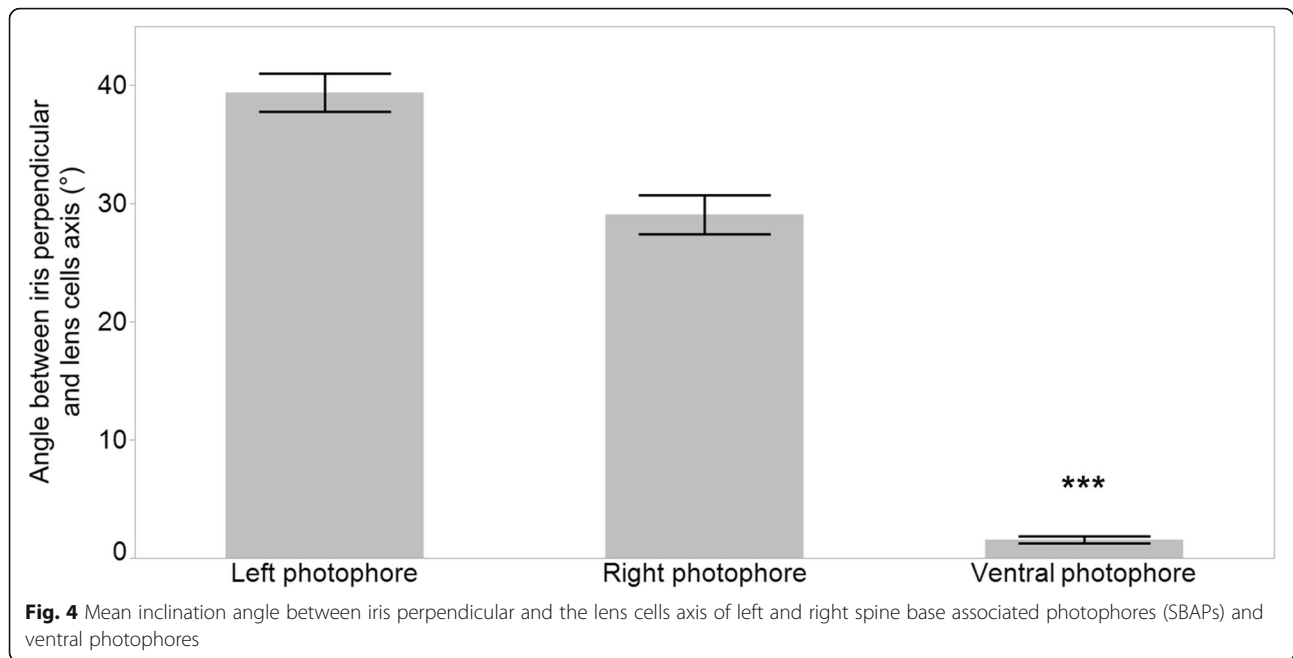 Angle between iris perpendicular
and lens cells axis (°)
40
30
20
10
0
***
Left photophore
Right photophore
Ventral photophore
Fig. 4 Mean inclination angle between iris perpendicular and the lens cells axis of left and right spine base associated photophores (SBAPs) and
ventral photophores